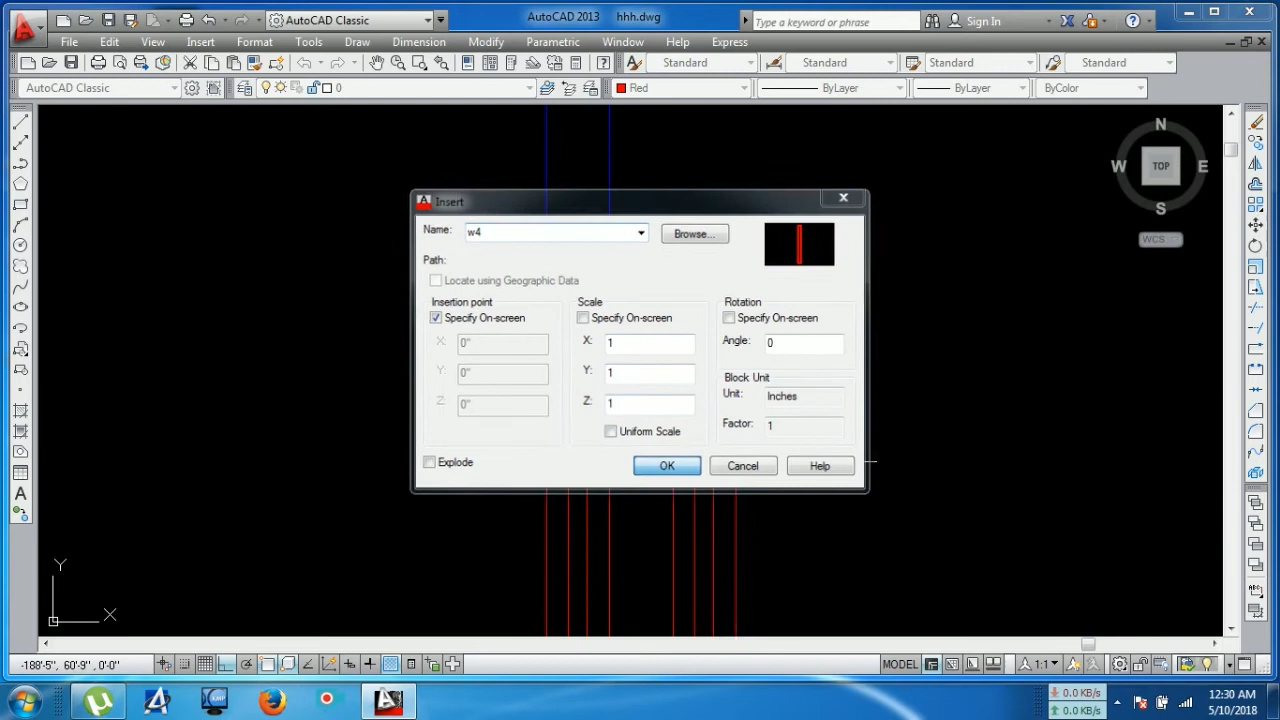 AutoCAD Classic
AutoCAD 2013 hhh.dwg
Type a keyword or phrase
Sign In
File Edit View Insert Format Tools Draw Dimension Modify Parametric Window Help Express
Standard Standard Standard Standard
AutoCAD Classic
0
Red
ByLayer
ByLayer
ByColor
N
W TOP E
S
WCS
Insert
Name: w4 Browse...
Path:
Locate using Geographic Data
Insertion point Scale Rotation
Specify On-screen Specify On-screen Specify On-screen
X: 0" X: 1 Angle: 0
Y: 0" Y: 1 Block Unit
Unit: Inches
Z: 0" Z: 1
Factor: 1
Uniform Scale
Explode OK Cancel Help
Y
X
-188'5", 60'-9", 0'-0"
MODEL
1:1
LMP
0.0 KB/s
0.0 KB/s
12:30 AM
5/10/2018